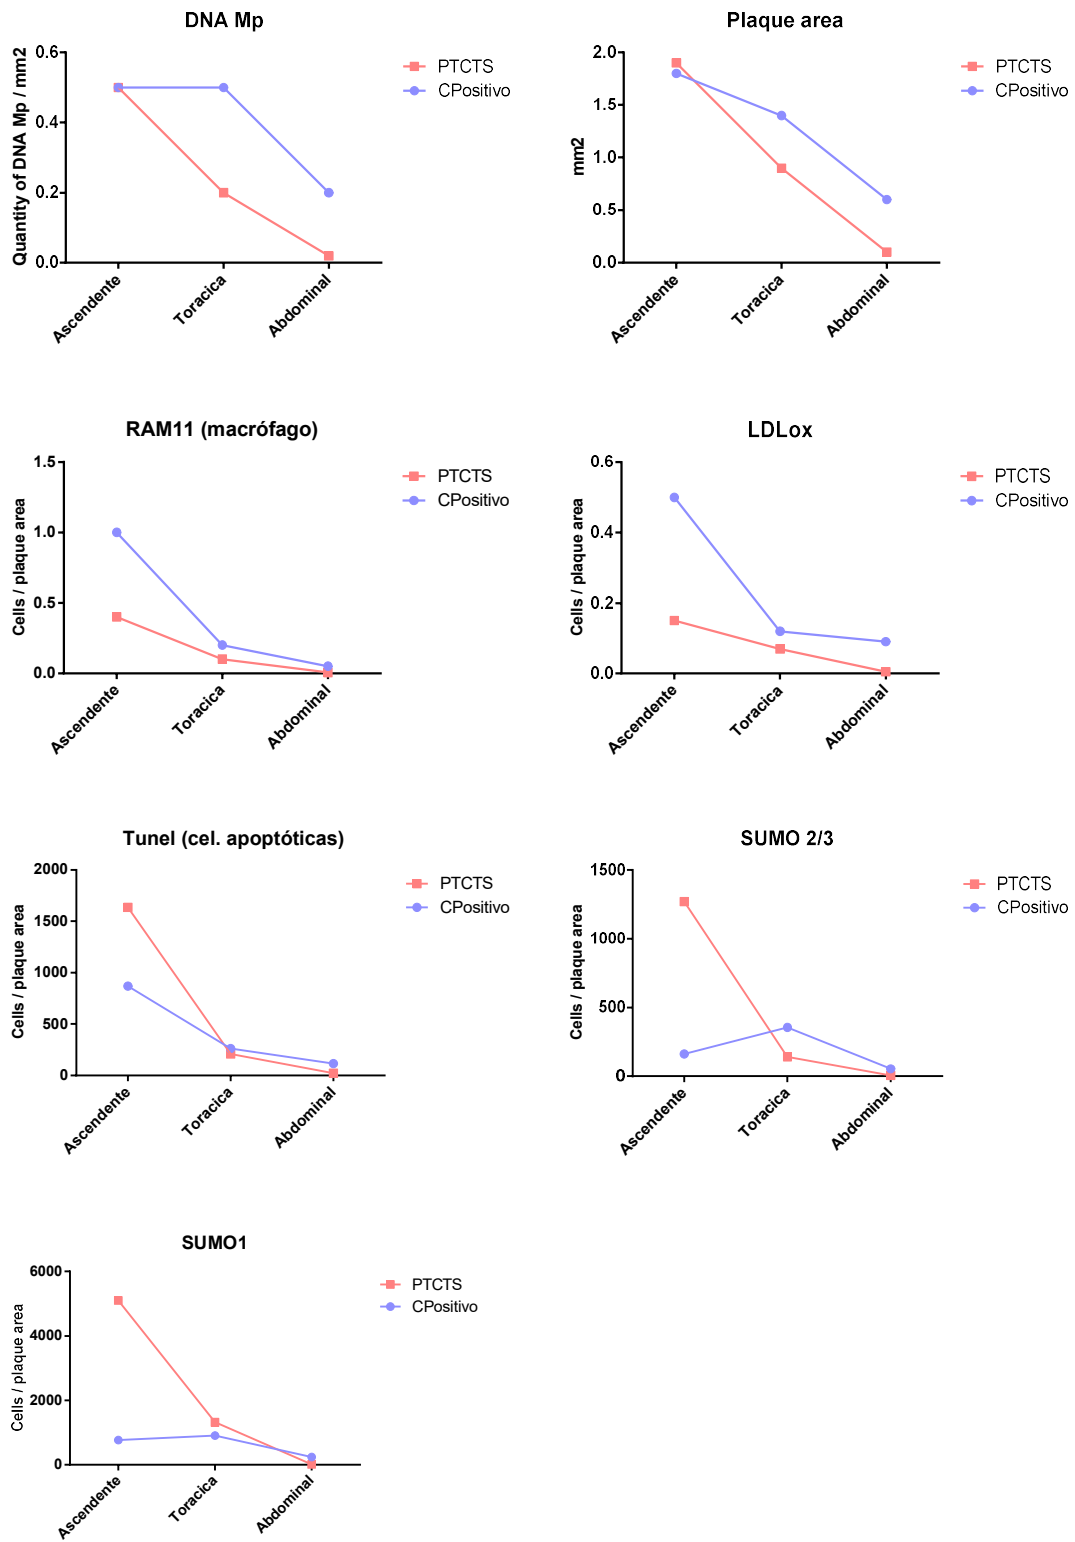 DNA Mp
Quantity of DNA Mp / mm2
0.6
0.4
0.2
0.0
Ascendente
Toracica
Abdominal
PTCTS
CPositivo
Plaque area
mm2
2.0
1.5
1.0
0.5
0.0
Ascendente
Toracica
Abdominal
PTCTS
CPositivo
RAM11 (macrófago)
Cells / plaque area
1.5
1.0
0.5
0.0
Ascendente
Toracica
Abdominal
PTCTS
CPositivo
LDLox
Cells / plaque area
0.6
0.4
0.2
0.0
Ascendente
Toracica
Abdominal
PTCTS
CPositivo
Tunel (cel. apoptóticas)
Cells / plaque area
2000
1500
1000
500
0
Ascendente
Toracica
Abdominal
PTCTS
CPositivo
SUMO 2/3
Cells / plaque area
1500
1000
500
0
Ascendente
Toracica
Abdominal
PTCTS
CPositivo
SUMO1
Cells / plaque area
6000
4000
2000
0
Ascendente
Toracica
Abdominal
PTCTS
CPositivo